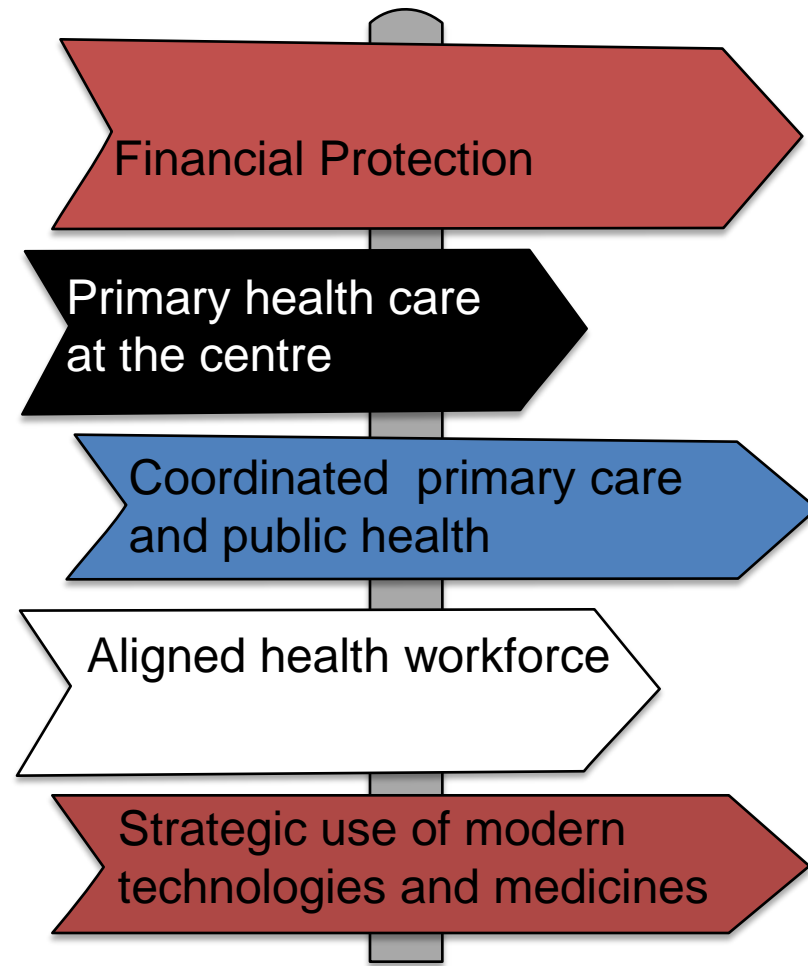 Financial Protection
Primary health care
at the centre
Coordinated  primary care
and public health
Aligned health workforce
Strategic use of modern
technologies and medicines